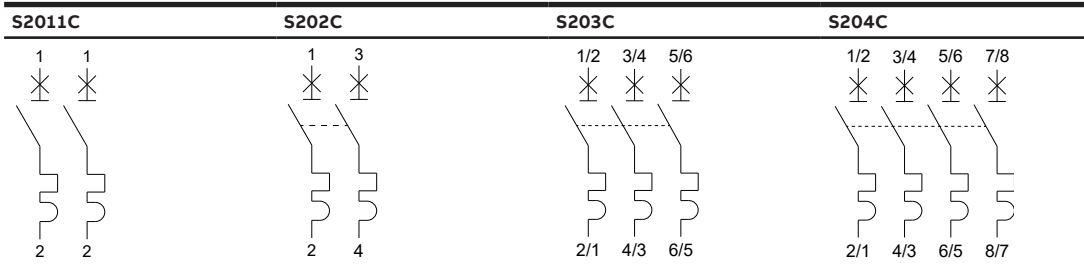 S2011C S202C S203C S204C
1 1 1 3 1/2 3/4 5/6 1/2 3/4 5/6 7/8
2 2 2 4 2/1 4/3 6/5 2/1 4/3 6/5 8/7